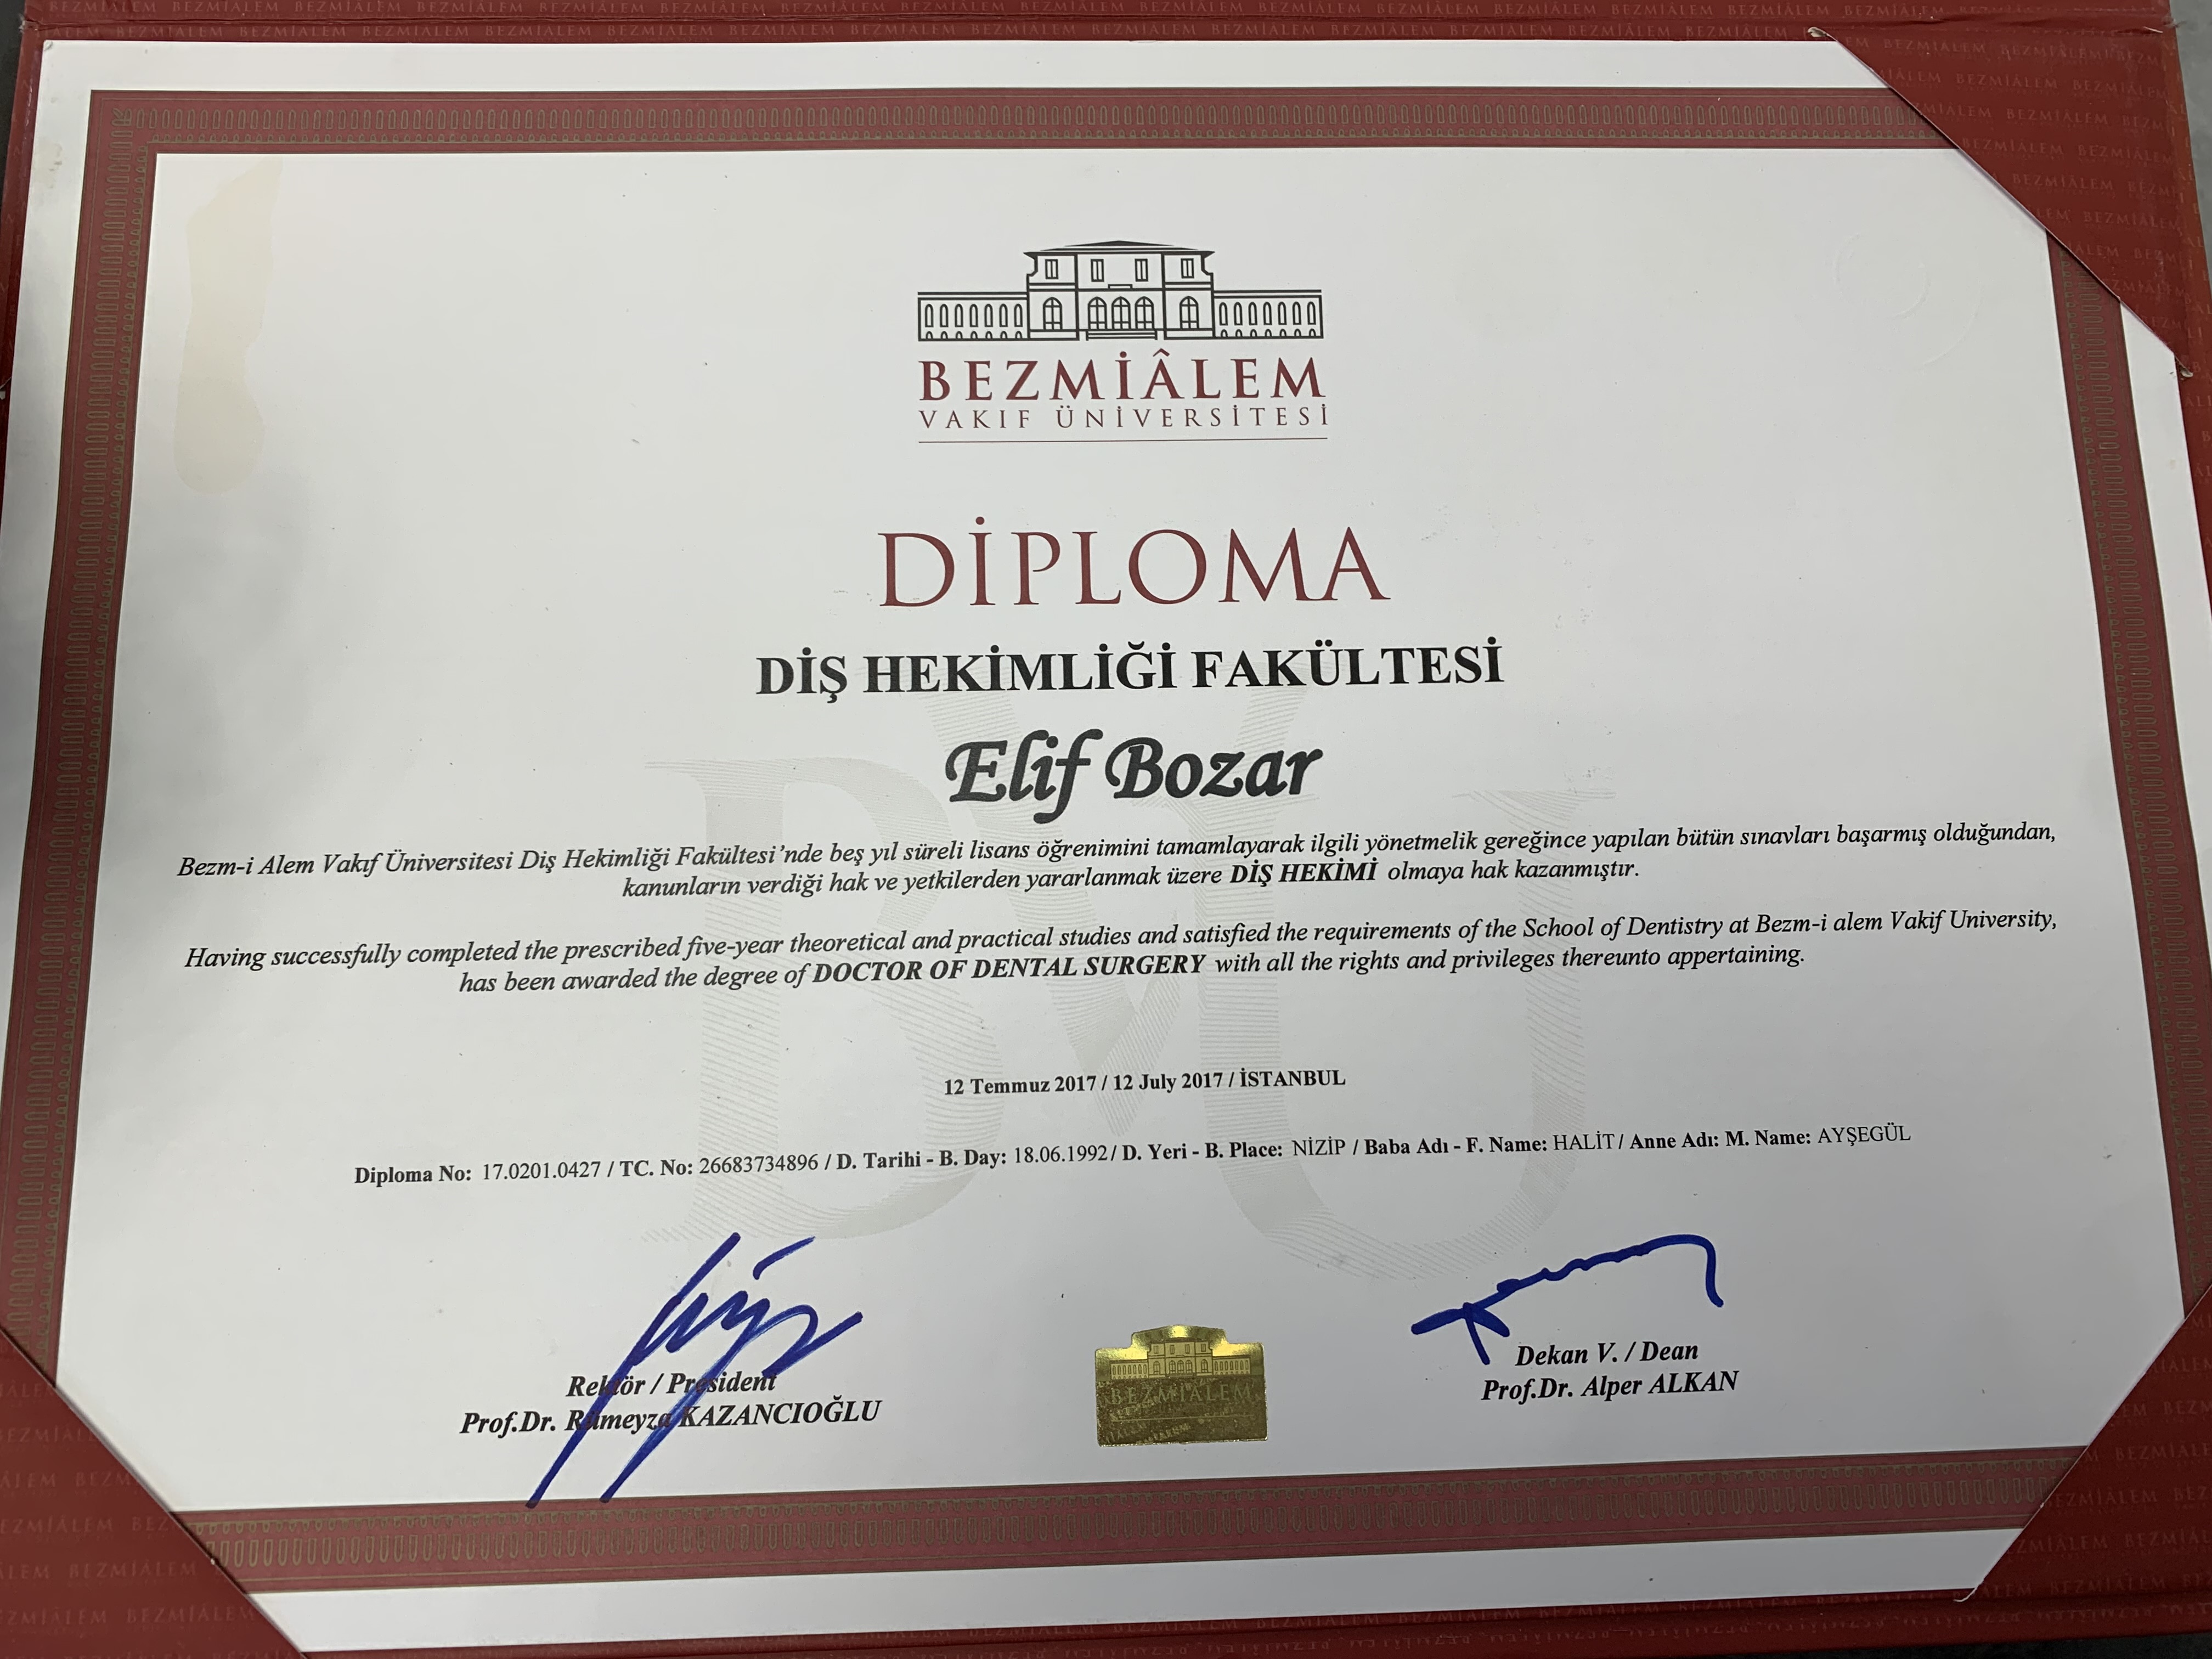 BEZMİÂLEM
VAKIF ÜNİVERSİTESİ
DİPLOMA
DİŞ HEKİMLİĞİ FAKÜLTESİ
Elif Bozar
Bezm-i Alem Vakıf Üniversitesi Diş Hekimliği Fakültesi'nde beş yıl süreli lisans öğrenimini tamamlayarak ilgili yönetmelik gereğince yapılan bütün sınavları başarmış olduğundan,
kanunların verdiği hak ve yetkilerden yararlanmak üzere DİŞ HEKİMİ olmaya hak kazanmıştır.
Having successfully completed the prescribed five-year theoretical and practical studies and satisfied the requirements of the School of Dentistry at Bezm-i alem Vakif University,
has been awarded the degree of DOCTOR OF DENTAL SURGERY with all the rights and privileges thereunto appertaining.
12 Temmuz 2017 / 12 July 2017 / İSTANBUL
Diploma No: 17.0201.0427 / TC. No: 26683734896 / D. Tarihi - B. Day: 18.06.1992 / D. Yeri - B. Place: NİZİP / Baba Adı - F. Name: HALİT / Anne Adı: M. Name: AYŞEGÜL
Rektör / President
Prof.Dr. Rümeyza KAZANCIOĞLU
BEZMİÂLEM
Dekan V. / Dean
Prof.Dr. Alper ALKAN